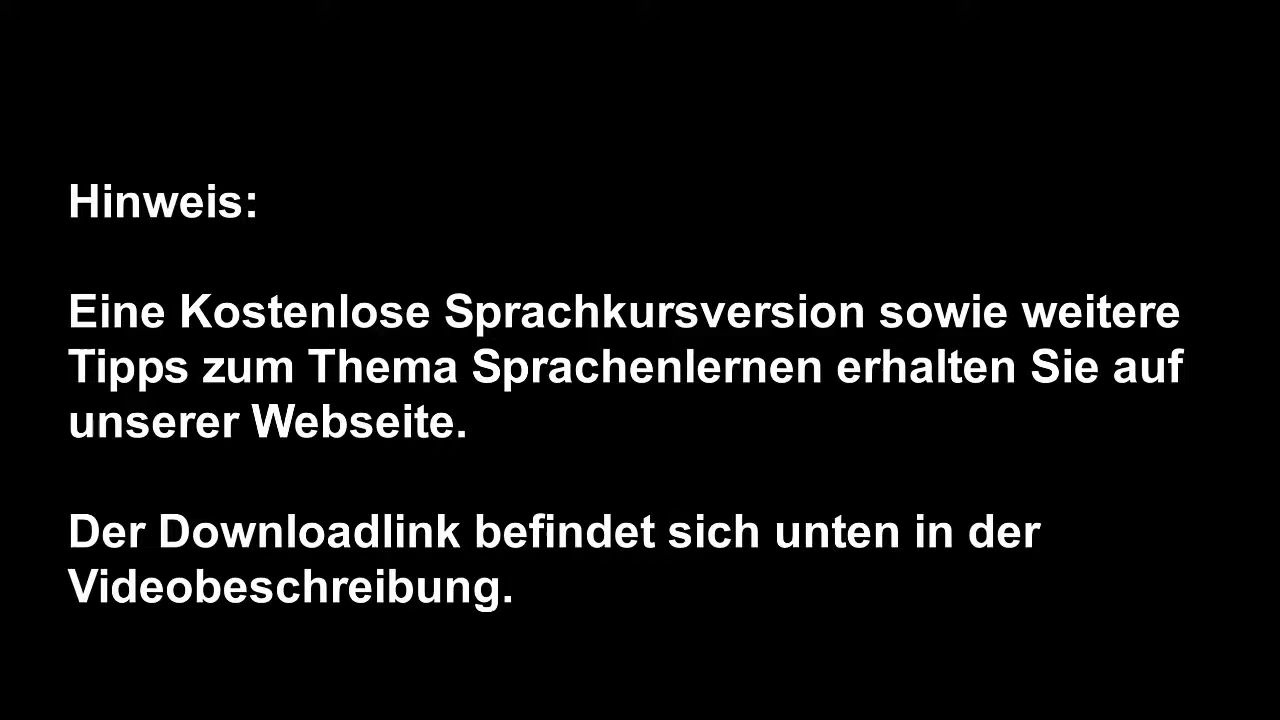 Hinweis:
Eine Kostenlose Sprachkursversion sowie weitere
Tipps zum Thema Sprachenlernen erhalten Sie auf
unserer Webseite.
Der Downloadlink befindet sich unten in der
Videobeschreibung.